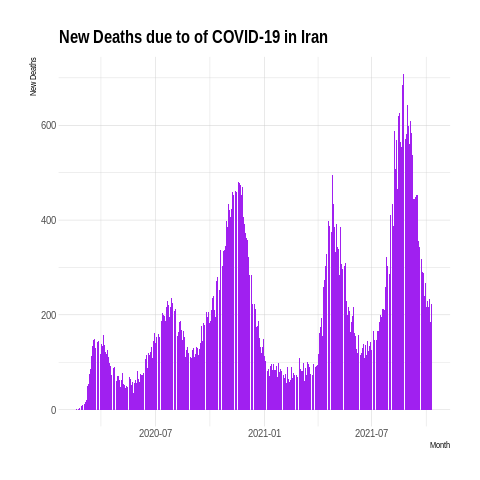 New Deaths due to of COVID-19 in Iran
New Deaths
600
400
200
0
2020-07
2021-01
2021-07
Month